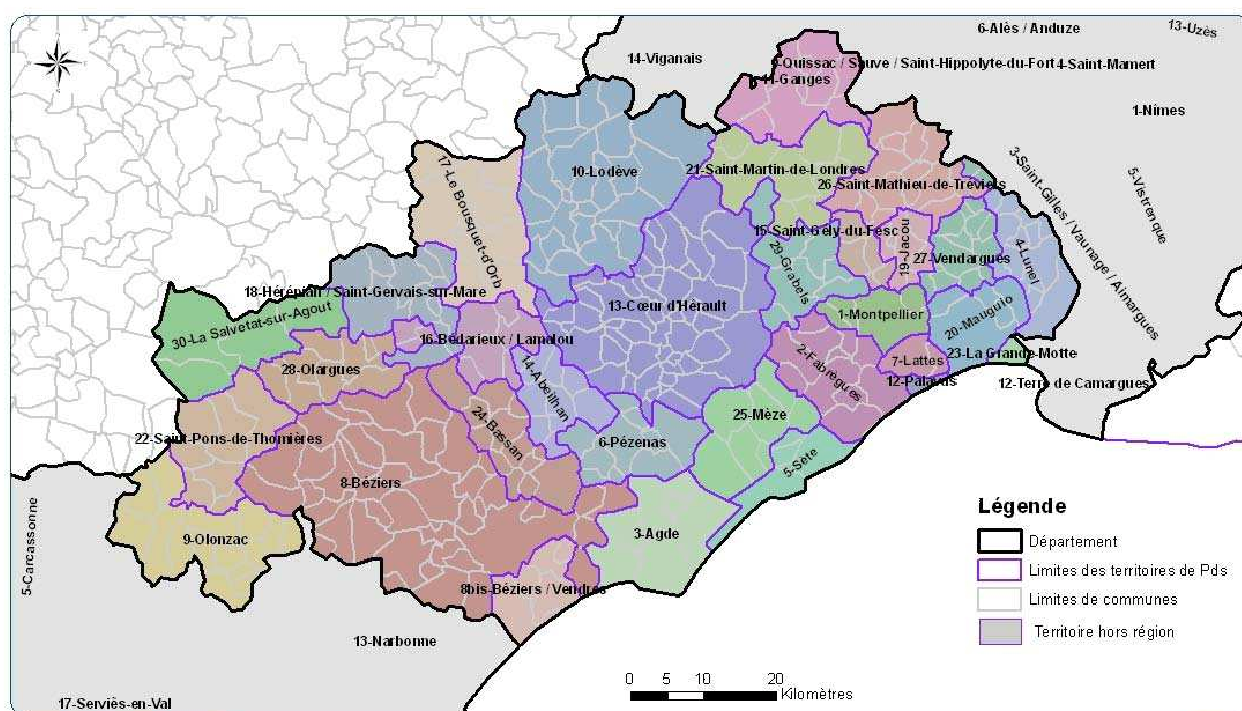 6-Alès / Anduze
13-Uzès
14-Viganais
-Quissac / Sauve / Saint-Hippolyte-du-Fort
4-Saint-Mamert
11-Ganges
1-Nîmes
3-Saint-Gilles / Vaunage / Aimargues
5-Vistrenque
17-Le Bousquet-d'Orb
10-Lodève
21-Saint-Martin-de-Londres
26-Saint-Mathieu-de-Tréviers
15-Saint-Gély-du-Fesc
19-Jacou
27-Vendargues
4-Lunel
29-Grabels
18-Hérépian / Saint-Gervais-sur-Mare
13-Cœur d'Hérault
30-La Salvetat-sur-Agout
1-Montpellier
20-Mauguio
16-Bédarieux / Lamalou
23-La Grande-Motte
7-Lattes
2-Fabrègues
28-Olargues
14-Abeilhan
12-Palavas
12-Terre de Camargues
25-Mèze
24-Bassan
22-Saint-Pons-de-Thomières
6-Pézenas
5-Sète
8-Béziers
3-Agde
9-Olonzac
5-Carcassonne
8bis-Béziers / Vendres
13-Narbonne
17-Serviès-en-Val
Légende
Département
Limites des territoires de Pds
Limites de communes
Territoire hors région
0 5 10 20
Kilomètres